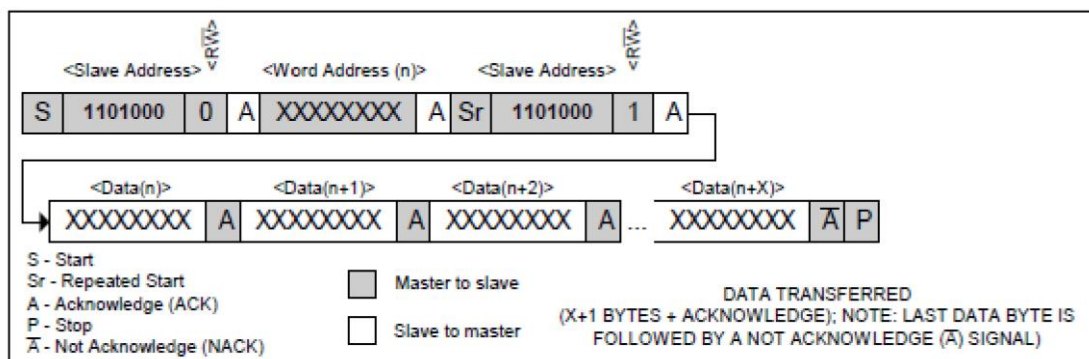 <RW̅>
<RW̅>
<Slave Address> <Word Address (n)> <Slave Address>
S 1101000 0 A XXXXXXXX A Sr 1101000 1 A
<Data(n)> <Data(n+1)> <Data(n+2)> <Data(n+X)>
XXXXXXXX A XXXXXXXX A XXXXXXXX A ... XXXXXXXX A̅ P
S - Start
Sr - Repeated Start
A - Acknowledge (ACK)
P - Stop
A̅ - Not Acknowledge (NACK)
Master to slave
Slave to master
DATA TRANSFERRED
(X+1 BYTES + ACKNOWLEDGE); NOTE: LAST DATA BYTE IS
FOLLOWED BY A NOT ACKNOWLEDGE (A̅) SIGNAL)